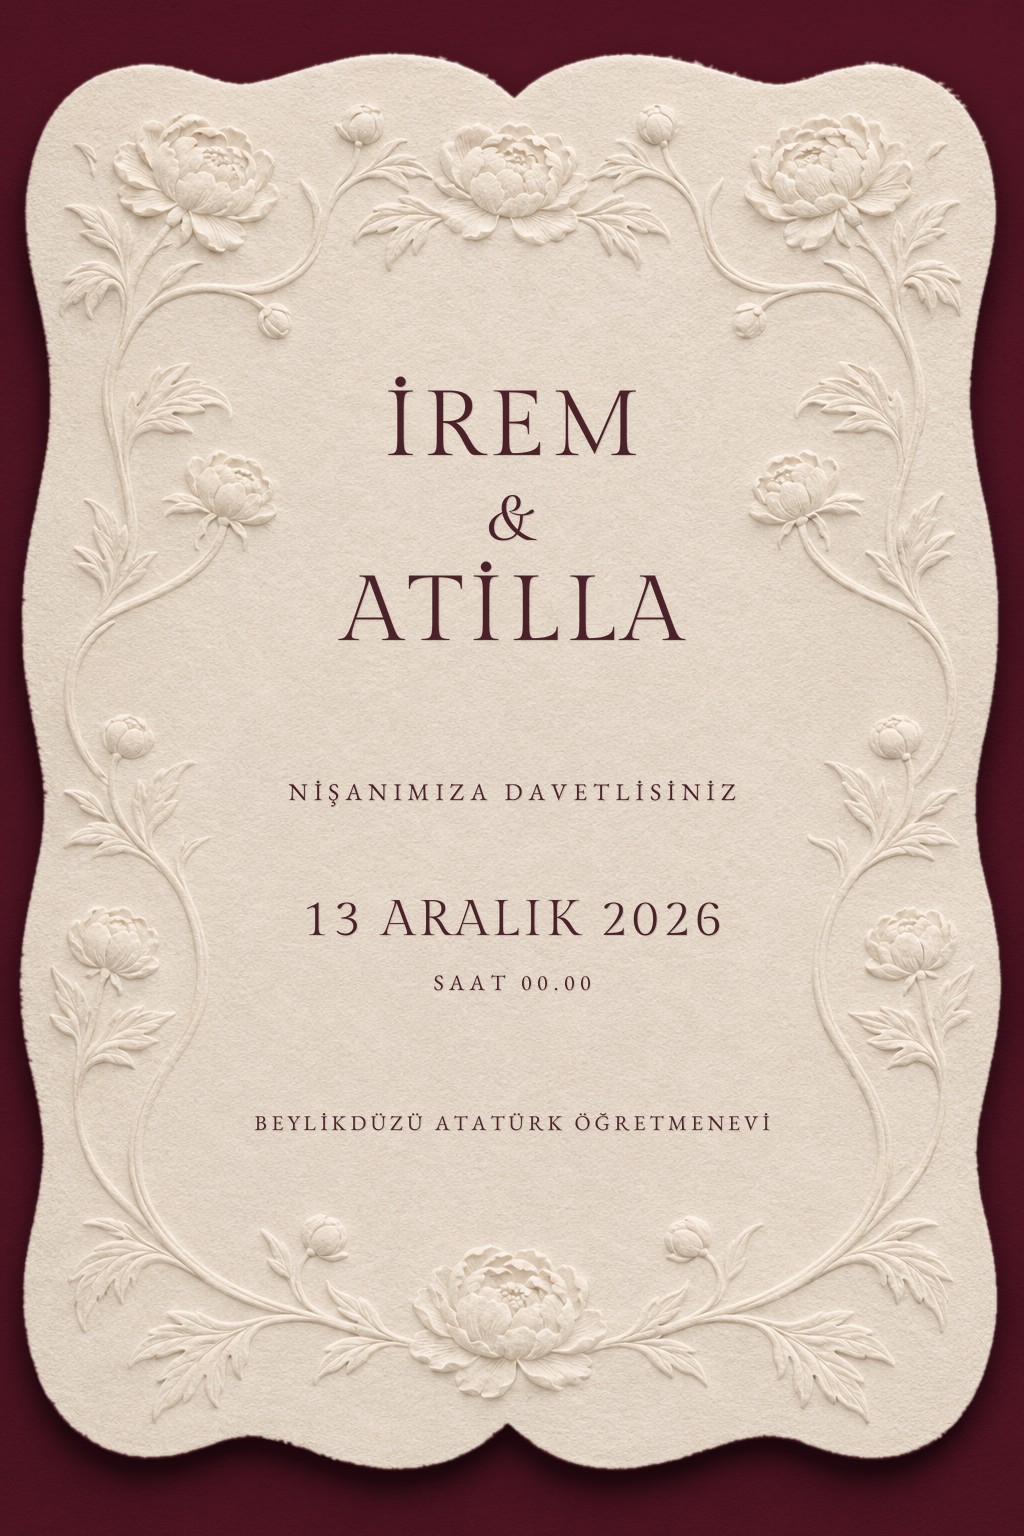 İREM
&
ATİLLA
NİŞANIMIZA DAVETLİSİNİZ
13 ARALIK 2026
SAAT 00.00
BEYLİKDÜZÜ ATATÜRK ÖĞRETMENEVİ